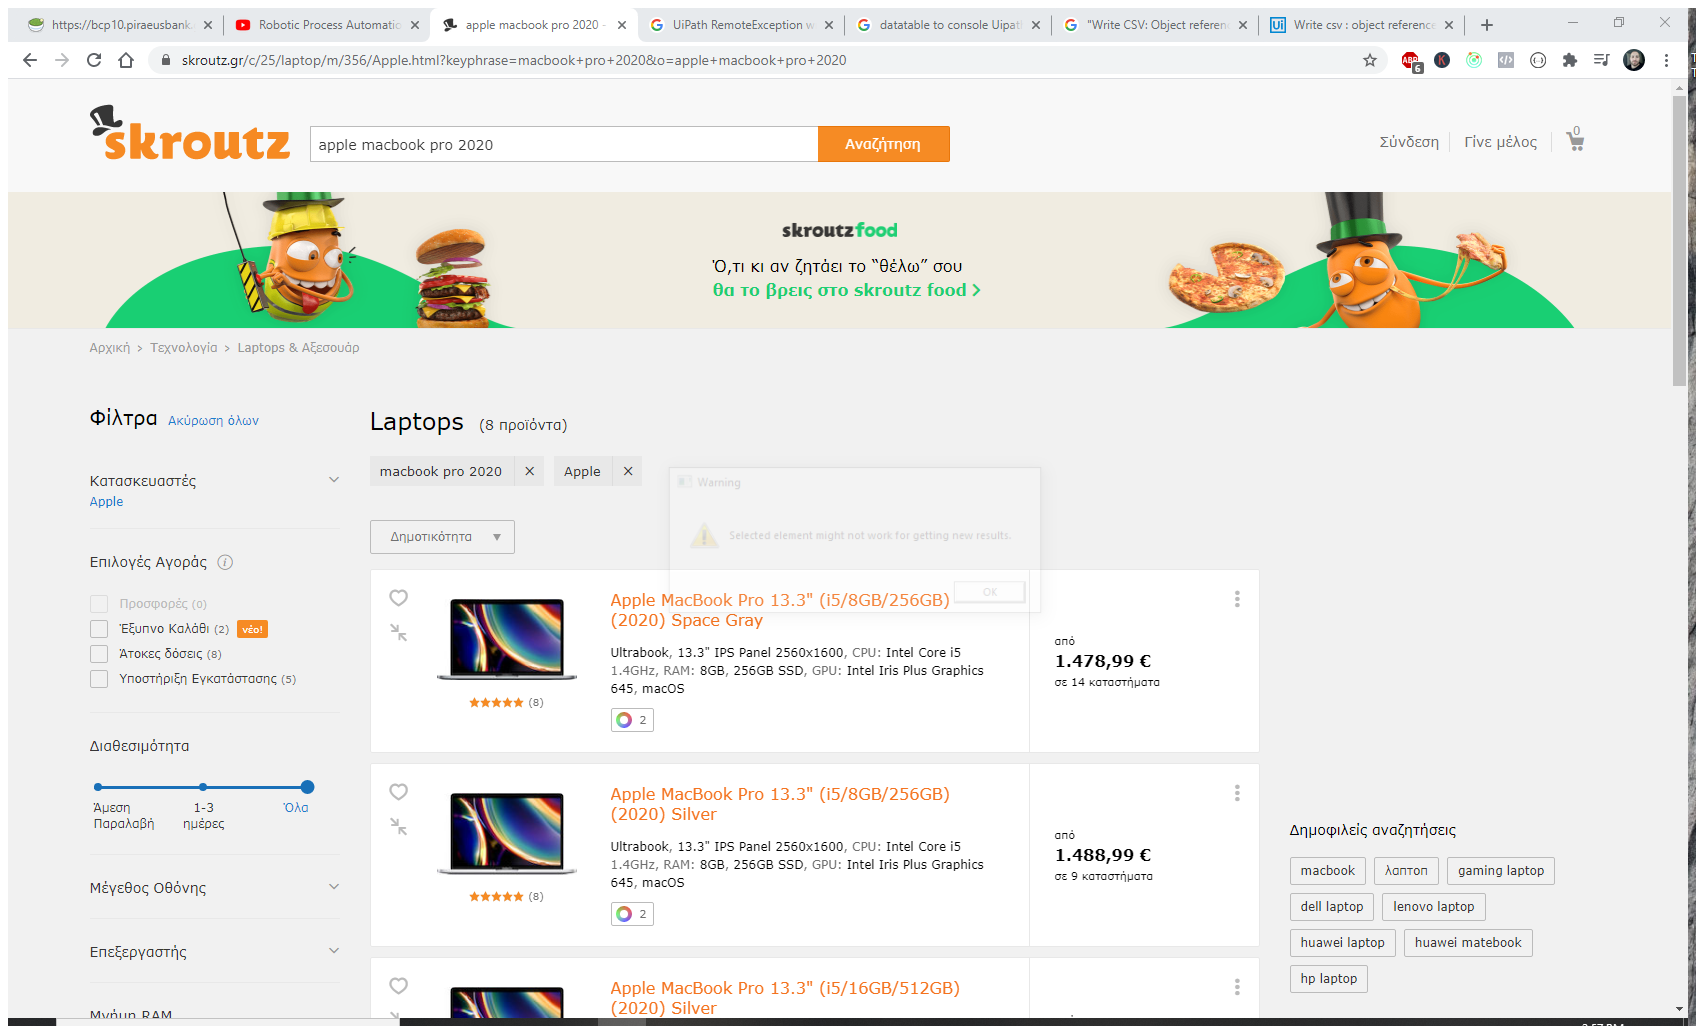 https://bcp10.piraeusbank.
Robotic Process Automatio
apple macbook pro 2020 -
UiPath RemoteException w
datatable to console Uipath
"Write CSV: Object referen
Write csv : object reference
skroutz.gr/c/25/laptop/m/356/Apple.html?keyphrase=macbook+pro+2020&o=apple+macbook+pro+2020
ABP
6
K
skroutz
apple macbook pro 2020
Αναζήτηση
Σύνδεση
Γίνε μέλος
0
skroutz food
Ό,τι κι αν ζητάει το “θέλω” σου
θα το βρεις στο skroutz food >
Αρχική > Τεχνολογία > Laptops & Αξεσουάρ
Φίλτρα Ακύρωση όλων
Laptops (8 προϊόντα)
macbook pro 2020 ×
Apple ×
Κατασκευαστές
Apple
Warning
Selected element might not work for getting new results.
OK
Δημοτικότητα
Επιλογές Αγοράς i
Προσφορές (0)
Έξυπνο Καλάθι (2) νέο!
Άτοκες δόσεις (8)
Υποστήριξη Εγκατάστασης (5)
Διαθεσιμότητα
Άμεση Παραλαβή
1-3 ημέρες
Όλα
Μέγεθος Οθόνης
Επεξεργαστής
Μνήμη RAM
Apple MacBook Pro 13.3" (i5/8GB/256GB)
(2020) Space Gray
Ultrabook, 13.3" IPS Panel 2560x1600, CPU: Intel Core i5
1.4GHz, RAM: 8GB, 256GB SSD, GPU: Intel Iris Plus Graphics
645, macOS
(8)
2
από
1.478,99 €
σε 14 καταστήματα
Apple MacBook Pro 13.3" (i5/8GB/256GB)
(2020) Silver
Ultrabook, 13.3" IPS Panel 2560x1600, CPU: Intel Core i5
1.4GHz, RAM: 8GB, 256GB SSD, GPU: Intel Iris Plus Graphics
645, macOS
(8)
2
από
1.488,99 €
σε 9 καταστήματα
Apple MacBook Pro 13.3" (i5/16GB/512GB)
(2020) Silver
Δημοφιλείς αναζητήσεις
macbook
λαπτοπ
gaming laptop
dell laptop
lenovo laptop
huawei laptop
huawei matebook
hp laptop